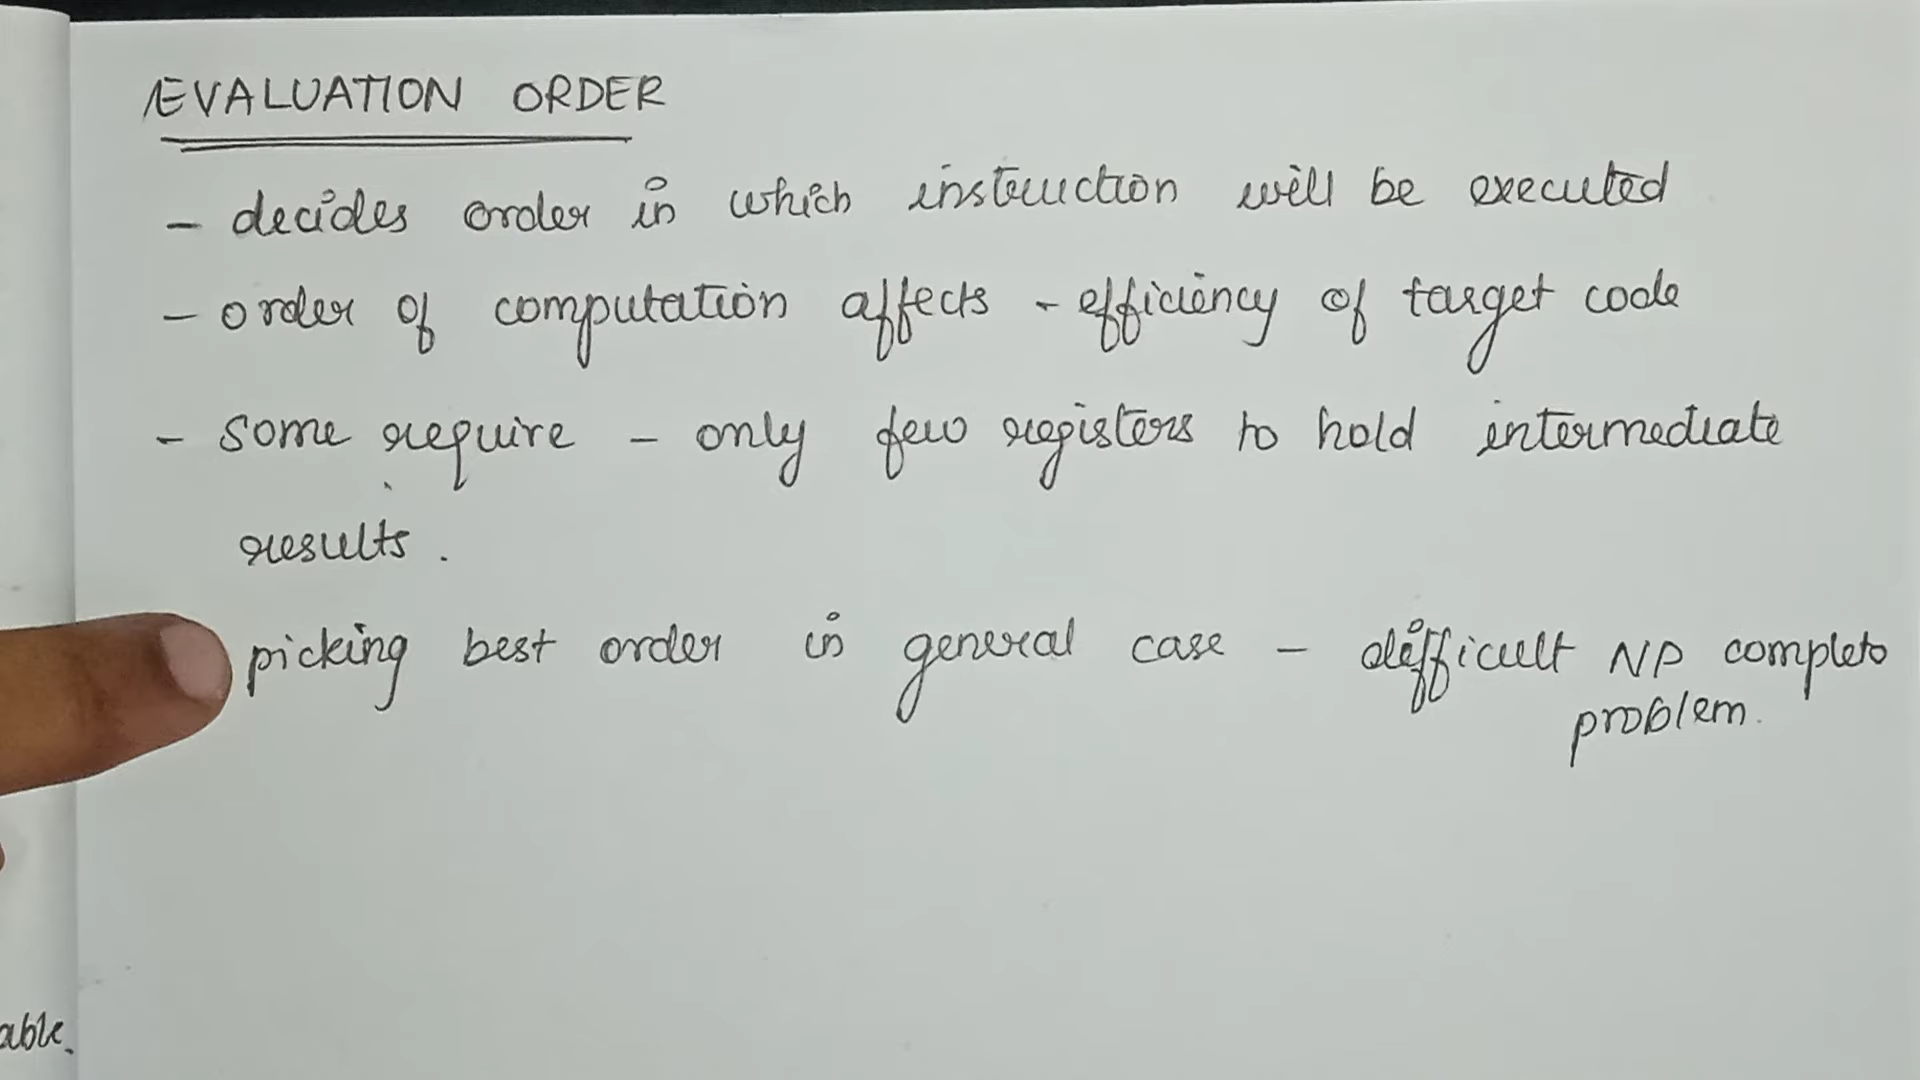 EVALUATION ORDER
- decides order in which instruction will be executed
- order of computation affects - efficiency of target code
- some require - only few registers to hold intermediate
results.
picking best order in general case - difficult NP complete
problem.
able.